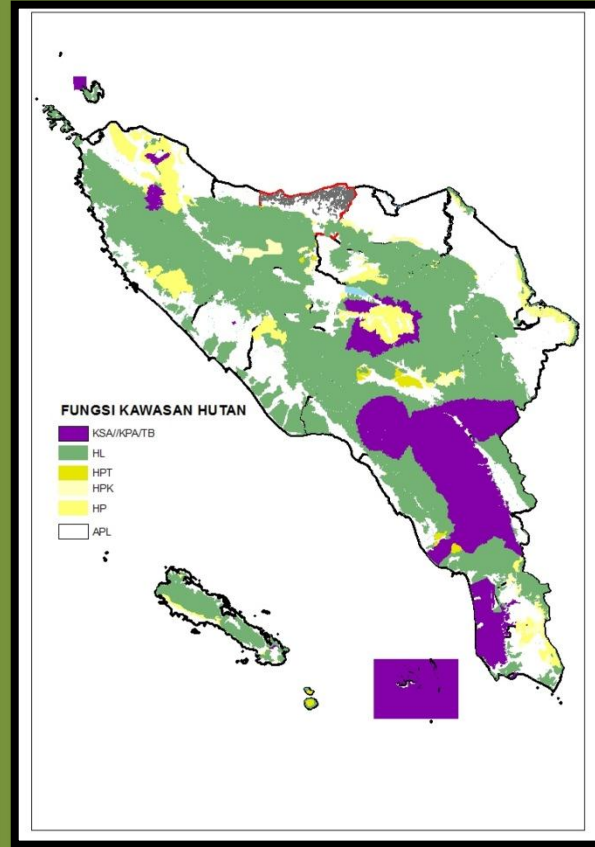 FUNGSI KAWASAN HUTAN
KSA//KPA/TB
HL
HPT
HPK
HP
APL